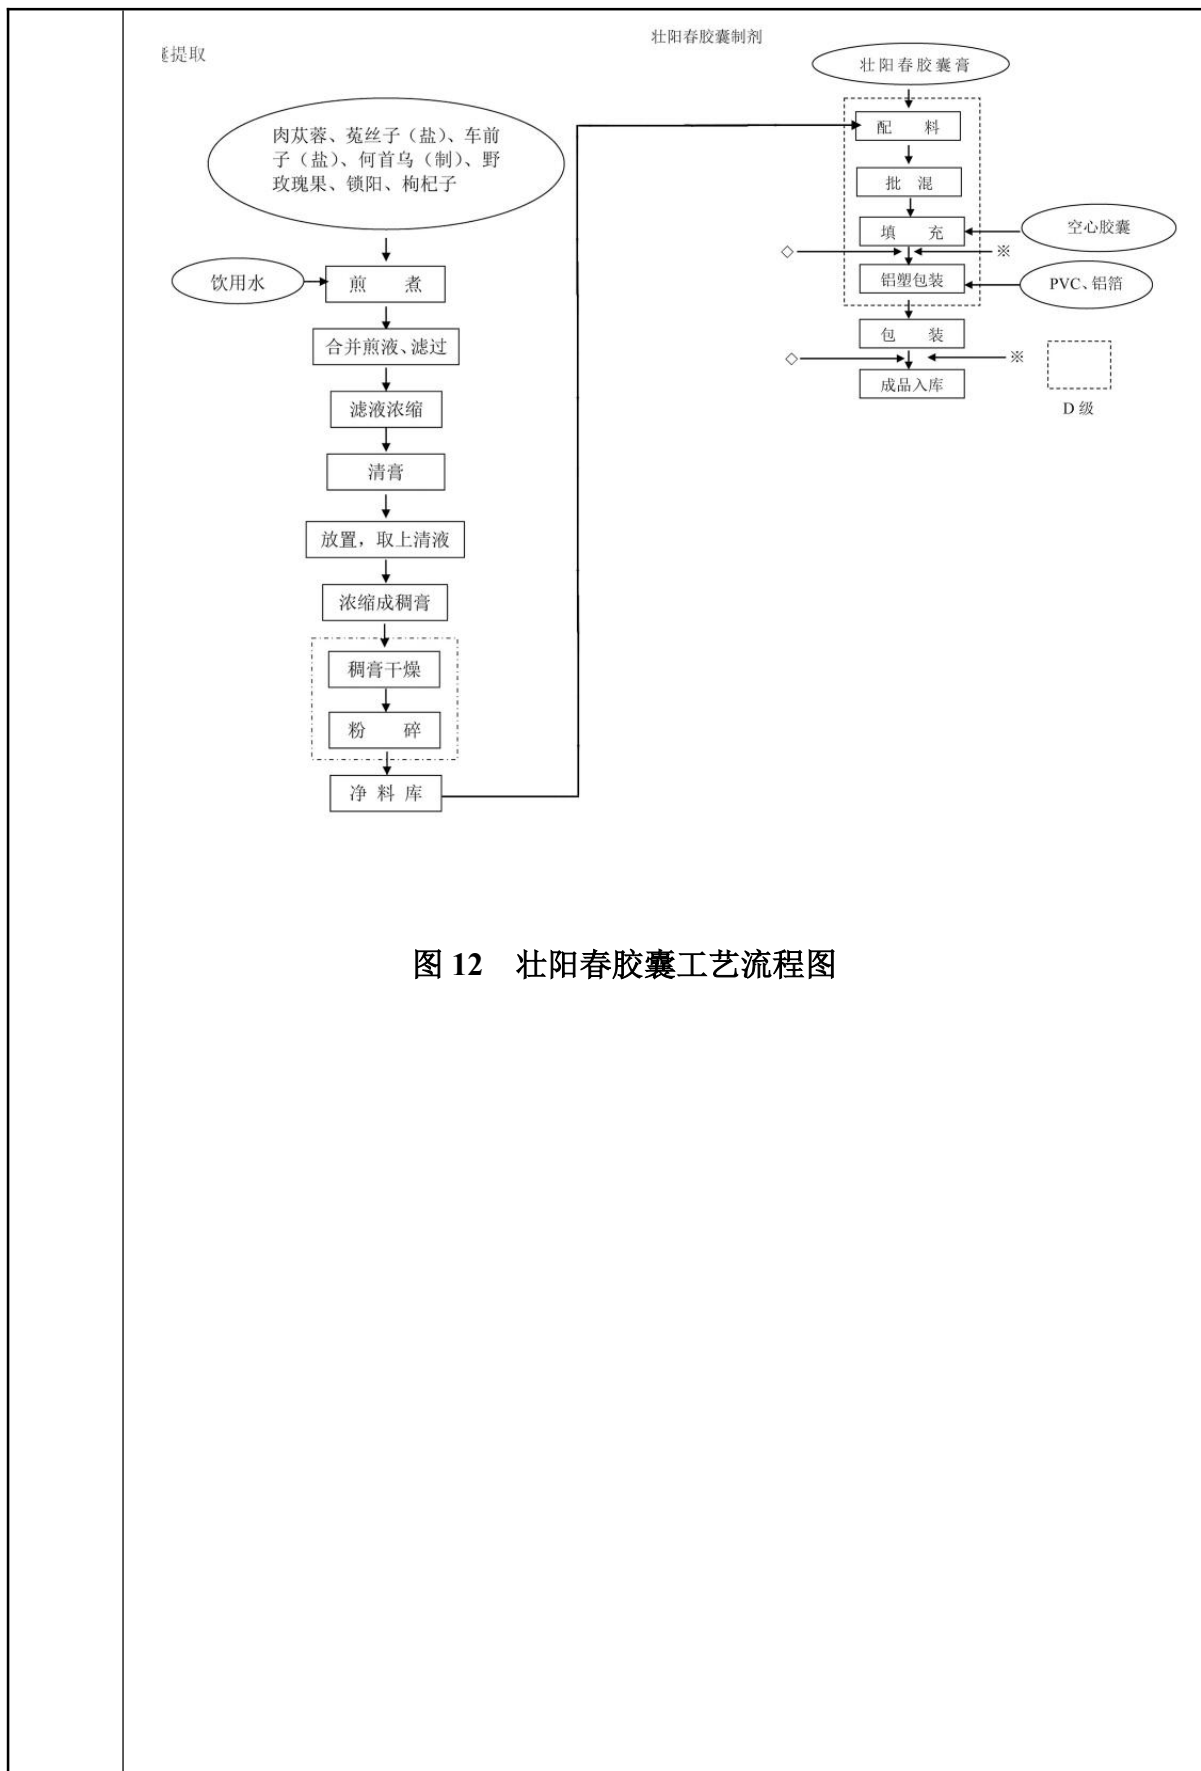 提取
肉苁蓉、菟丝子（盐）、车前
子（盐）、何首乌（制）、野
玫瑰果、锁阳、枸杞子
饮用水
煎 煮
合并煎液、滤过
滤液浓缩
清膏
放置，取上清液
浓缩成稠膏
稠膏干燥
粉 碎
净 料 库
壮阳春胶囊制剂
壮阳春胶囊膏
配 料
批 混
填 充
空心胶囊
◇
※
铝塑包装
PVC、铝箔
包 装
◇
※
成品入库
D 级
图 12 壮阳春胶囊工艺流程图